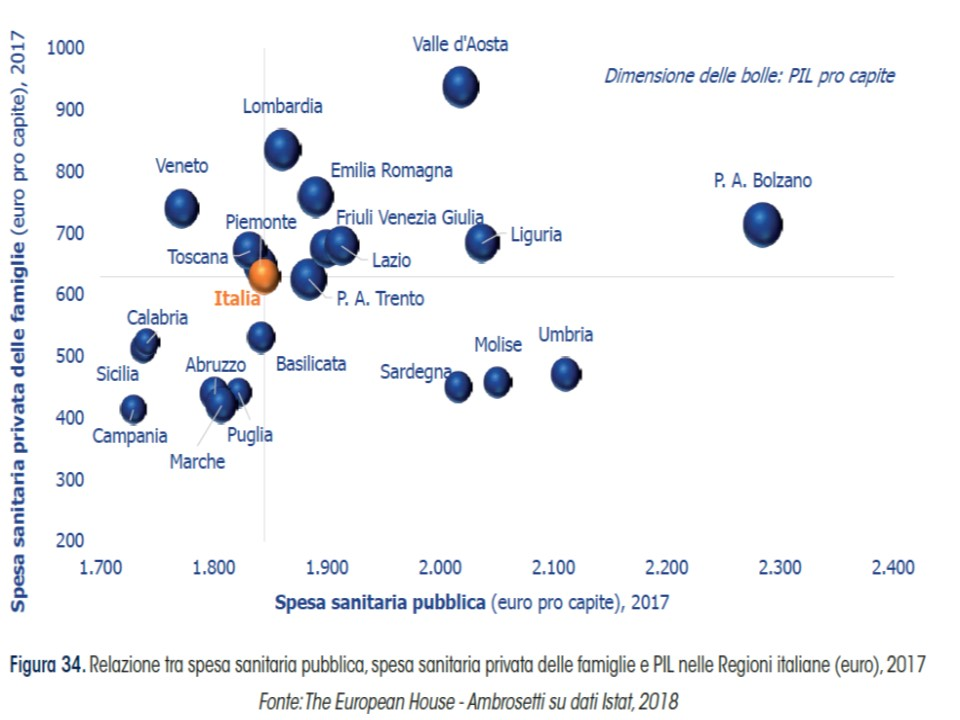 Spesa sanitaria privata delle famiglie (euro pro capite), 2017
1000
900
800
700
600
500
400
300
200
Valle d'Aosta
Dimensione delle bolle: PIL pro capite
Lombardia
Veneto
Emilia Romagna
P. A. Bolzano
Piemonte
Friuli Venezia Giulia
Liguria
Toscana
Lazio
Italia
P. A. Trento
Calabria
Sicilia
Abruzzo
Basilicata
Sardegna
Molise
Umbria
Campania
Puglia
Marche
1.700 1.800 1.900 2.000 2.100 2.200 2.300 2.400
Spesa sanitaria pubblica (euro pro capite), 2017
Figura 34. Relazione tra spesa sanitaria pubblica, spesa sanitaria privata delle famiglie e PIL nelle Regioni italiane (euro), 2017
Fonte: The European House - Ambrosetti su dati Istat, 2018